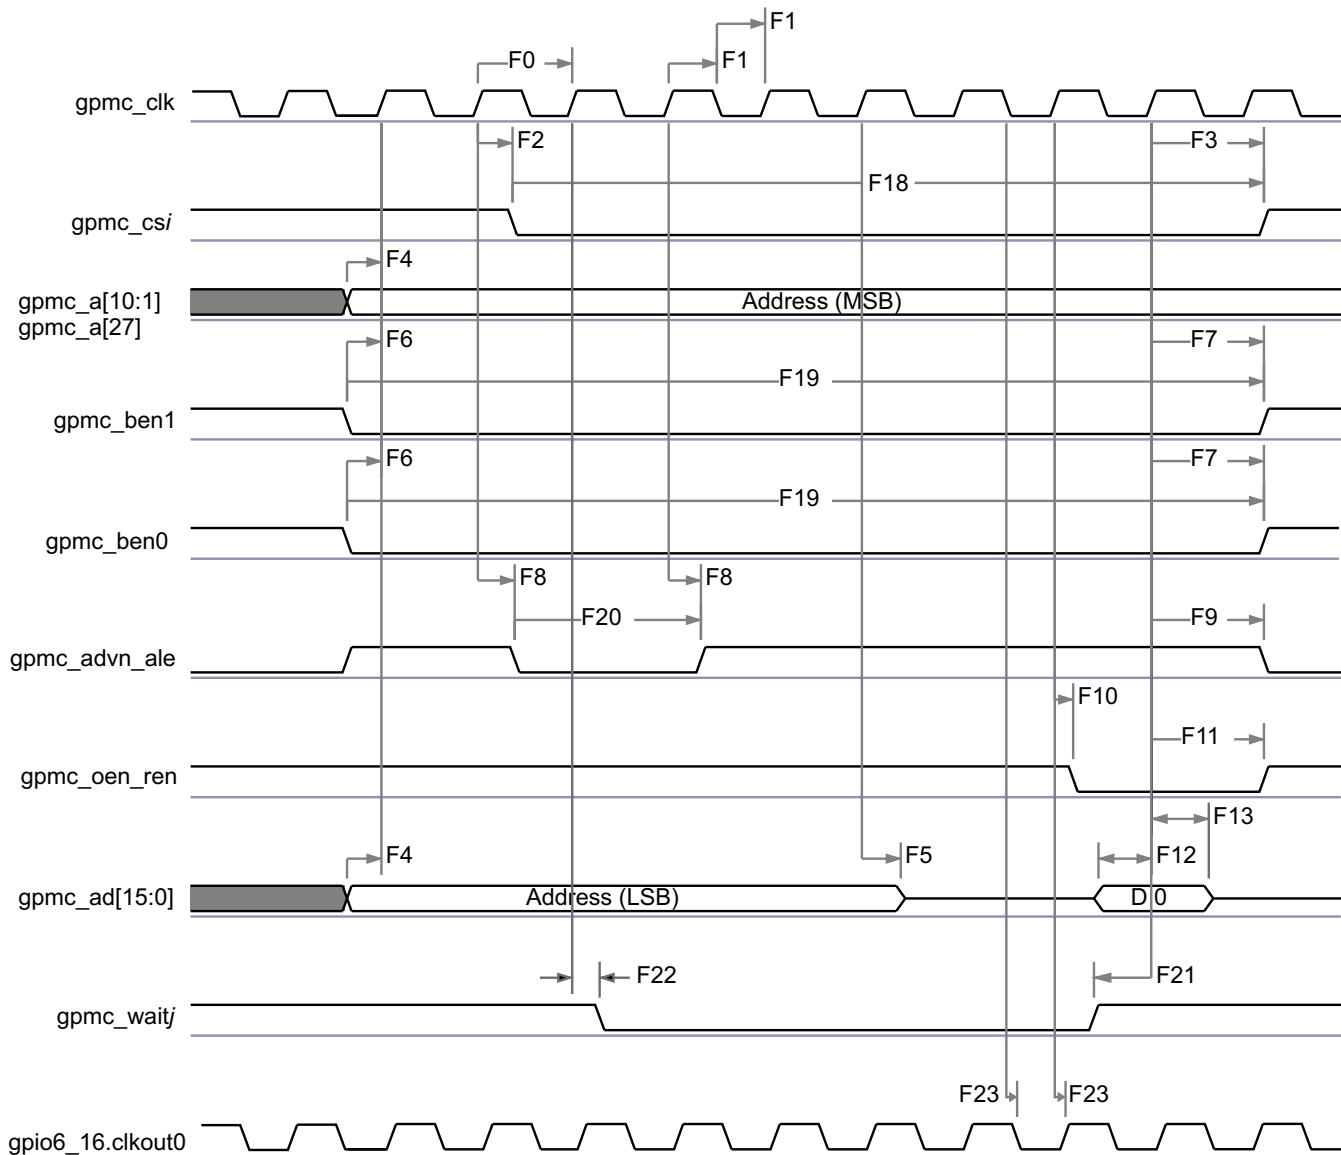 F1
F0
F1
gpmc_clk
F2
F3
F18
gpmc_csi
F4
gpmc_a[10:1]
Address (MSB)
gpmc_a[27]
F6
F7
F19
gpmc_ben1
F6
F7
F19
gpmc_ben0
F8
F8
F20
F9
gpmc_advn_ale
F10
F11
gpmc_oen_ren
F13
F4
F5
F12
gpmc_ad[15:0]
Address (LSB)
D 0
F22
F21
gpmc_waitj
F23
F23
gpio6_16.clkout0